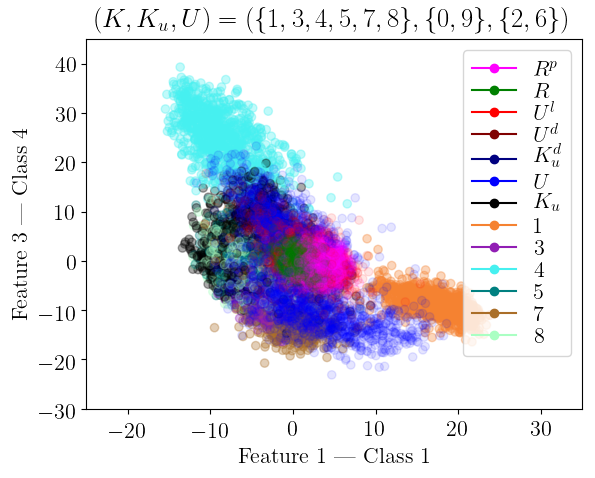 (K, K_u, U) = ({1, 3, 4, 5, 7, 8}, {0, 9}, {2, 6})
40
30
20
10
0
−10
−20
−30
−20
−10
0
10
20
30
Feature 3 — Class 4
Feature 1 — Class 1
R^p
R
U^l
U^d
K_u^d
U
K_u
1
3
4
5
7
8